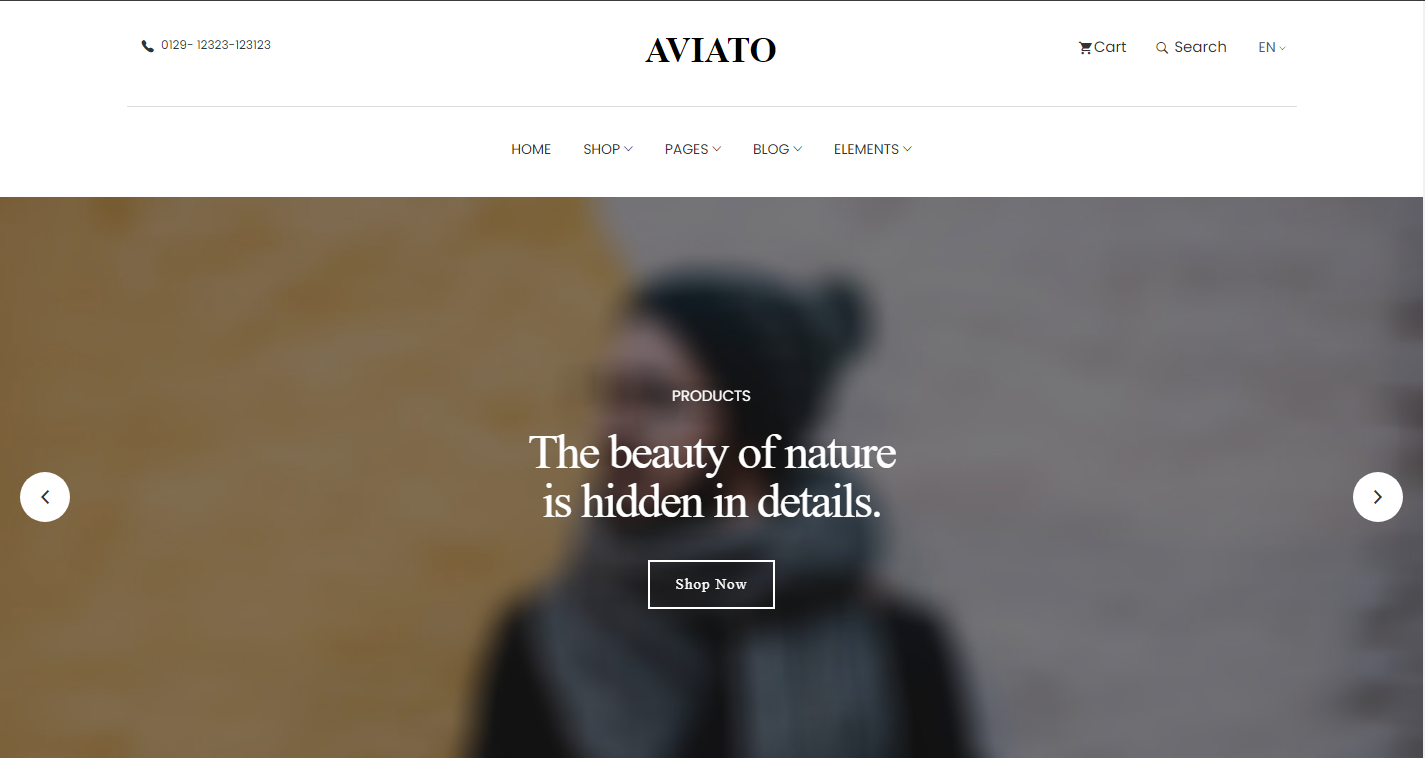 0129- 12323-123123
AVIATO
Cart
Search
EN
HOME
SHOP
PAGES
BLOG
ELEMENTS
PRODUCTS
The beauty of nature
is hidden in details.
Shop Now